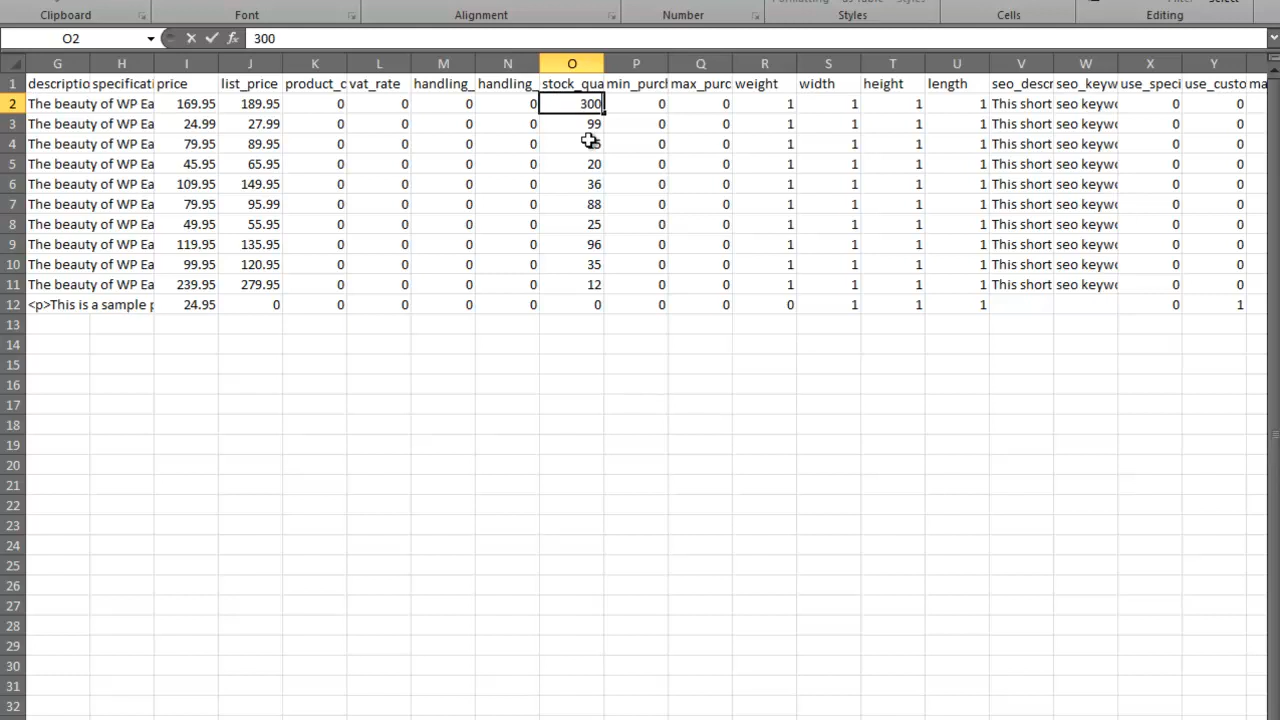 Clipboard Font Alignment Number Styles Cells Editing
O2 fx 300
G H I J K L M N O P Q R S T U V W X Y
1 descriptio specificati price list_price product_c vat_rate handling_ handling_ stock_qua min_purch max_purc weight width height length seo_descr seo_keyw use_speci use_custo ma
2 The beauty of WP Ea 169.95 189.95 0 0 0 0 300 0 0 1 1 1 1 This short seo keywo 0 0
3 The beauty of WP Ea 24.99 27.99 0 0 0 0 99 0 0 1 1 1 1 This short seo keywo 0 0
4 The beauty of WP Ea 79.95 89.95 0 0 0 0 0 0 1 1 1 1 This short seo keywo 0 0
5 The beauty of WP Ea 45.95 65.95 0 0 0 0 20 0 0 1 1 1 1 This short seo keywo 0 0
6 The beauty of WP Ea 109.95 149.95 0 0 0 0 36 0 0 1 1 1 1 This short seo keywo 0 0
7 The beauty of WP Ea 79.95 95.99 0 0 0 0 88 0 0 1 1 1 1 This short seo keywo 0 0
8 The beauty of WP Ea 49.95 55.95 0 0 0 0 25 0 0 1 1 1 1 This short seo keywo 0 0
9 The beauty of WP Ea 119.95 135.95 0 0 0 0 96 0 0 1 1 1 1 This short seo keywo 0 0
10 The beauty of WP Ea 99.95 120.95 0 0 0 0 35 0 0 1 1 1 1 This short seo keywo 0 0
11 The beauty of WP Ea 239.95 279.95 0 0 0 0 12 0 0 1 1 1 1 This short seo keywo 0 0
12 <p>This is a sample p 24.95 0 0 0 0 0 0 0 0 0 1 1 1 0 1
13
14
15
16
17
18
19
20
21
22
23
24
25
26
27
28
29
30
31
32